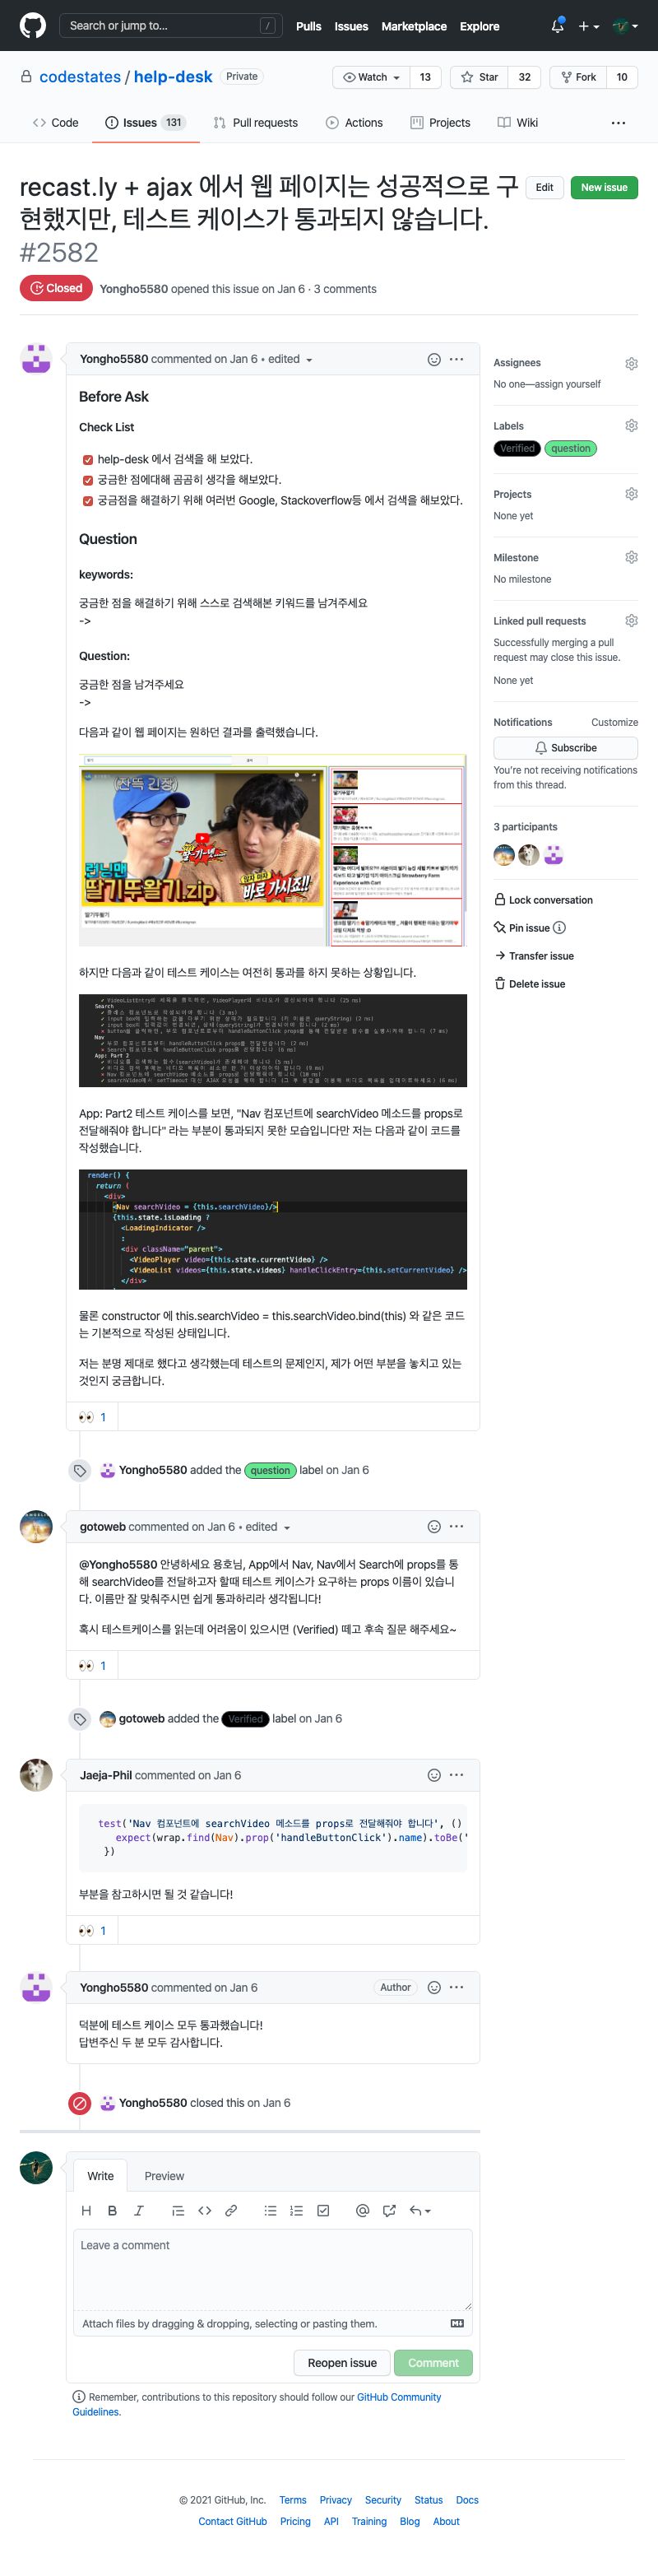 Search or jump to... /
Pulls Issues Marketplace Explore
codestates / help-desk Private
Watch 13 Star 32 Fork 10
Code Issues 131 Pull requests Actions Projects Wiki
recast.ly + ajax 에서 웹 페이지는 성공적으로 구
현했지만, 테스트 케이스가 통과되지 않습니다.
#2582
Edit New issue
Closed Yongho5580 opened this issue on Jan 6 · 3 comments
Yongho5580 commented on Jan 6 • edited
Before Ask
Check List
help-desk 에서 검색을 해 보았다.
궁금한 점에대해 곰곰히 생각을 해보았다.
궁금점을 해결하기 위해 여러번 Google, Stackoverflow등 에서 검색을 해보았다.
Question
keywords:
궁금한 점을 해결하기 위해 스스로 검색해본 키워드를 남겨주세요
->
Question:
궁금한 점을 남겨주세요
->
다음과 같이 웹 페이지는 원하던 결과를 출력했습니다.
잔뜩 긴장
런닝맨
딸기뚜왈기.zip
바로 가시죠!!
하지만 다음과 같이 테스트 케이스는 여전히 통과를 하지 못하는 상황입니다.
Search
Nav
App: Part 2
App: Part2 테스트 케이스를 보면, "Nav 컴포넌트에 searchVideo 메소드를 props로
전달해줘야 합니다" 라는 부분이 통과되지 못한 모습입니다만 저는 다음과 같이 코드를
작성했습니다.
render() {
return (
<div>
<Nav searchVideo = {this.searchVideo}/>
{this.state.isLoading ?
<LoadingIndicator />
:
<div className="parent">
<VideoPlayer video={this.state.currentVideo} />
<VideoList videos={this.state.videos} handleClickEntry={this.setCurrentVideo} />
</div>
물론 constructor 에 this.searchVideo = this.searchVideo.bind(this) 와 같은 코드
는 기본적으로 작성된 상태입니다.
저는 분명 제대로 했다고 생각했는데 테스트의 문제인지, 제가 어떤 부분을 놓치고 있는
것인지 궁금합니다.
👀 1
Yongho5580 added the question label on Jan 6
gotoweb commented on Jan 6 • edited
@Yongho5580 안녕하세요 용호님, App에서 Nav, Nav에서 Search에 props를 통
해 searchVideo를 전달하고자 할때 테스트 케이스가 요구하는 props 이름이 있습니
다. 이름만 잘 맞춰주시면 쉽게 통과하리라 생각됩니다!
혹시 테스트케이스를 읽는데 어려움이 있으시면 (Verified) 떼고 후속 질문 해주세요~
👀 1
gotoweb added the Verified label on Jan 6
Jaeja-Phil commented on Jan 6
test('Nav 컴포넌트에 searchVideo 메소드를 props로 전달해줘야 합니다', ()
expect(wrap.find(Nav).prop('handleButtonClick').name).toBe('
})
부분을 참고하시면 될 것 같습니다!
👀 1
Yongho5580 commented on Jan 6 Author
덕분에 테스트 케이스 모두 통과했습니다!
답변주신 두 분 모두 감사합니다.
Yongho5580 closed this on Jan 6
Write Preview
Leave a comment
Attach files by dragging & dropping, selecting or pasting them.
Reopen issue Comment
Remember, contributions to this repository should follow our GitHub Community
Guidelines.
Assignees
No one—assign yourself
Labels
Verified question
Projects
None yet
Milestone
No milestone
Linked pull requests
Successfully merging a pull
request may close this issue.
None yet
Notifications Customize
Subscribe
You're not receiving notifications
from this thread.
3 participants
Lock conversation
Pin issue
Transfer issue
Delete issue
© 2021 GitHub, Inc. Terms Privacy Security Status Docs
Contact GitHub Pricing API Training Blog About